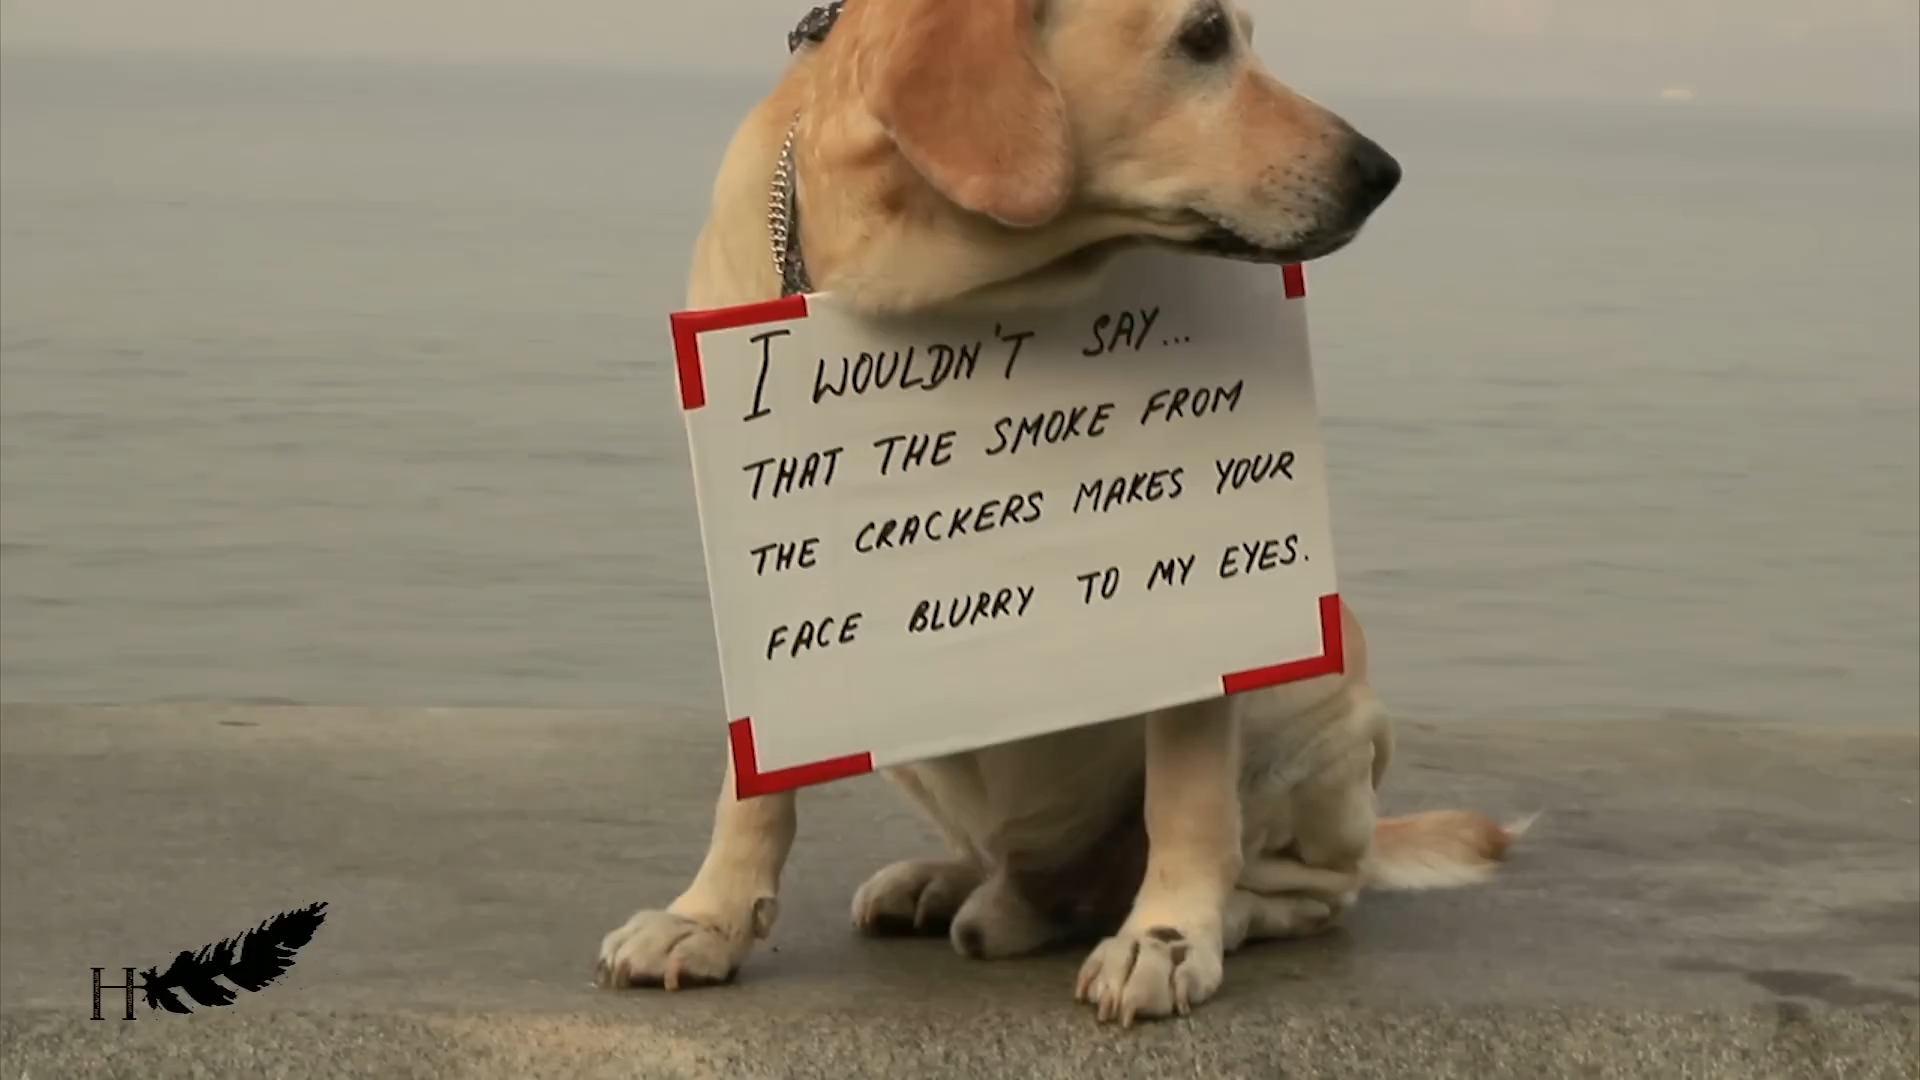 I WOULDN'T SAY...
THAT THE SMOKE FROM
THE CRACKERS MAKES YOUR
FACE BLURRY TO MY EYES.
H